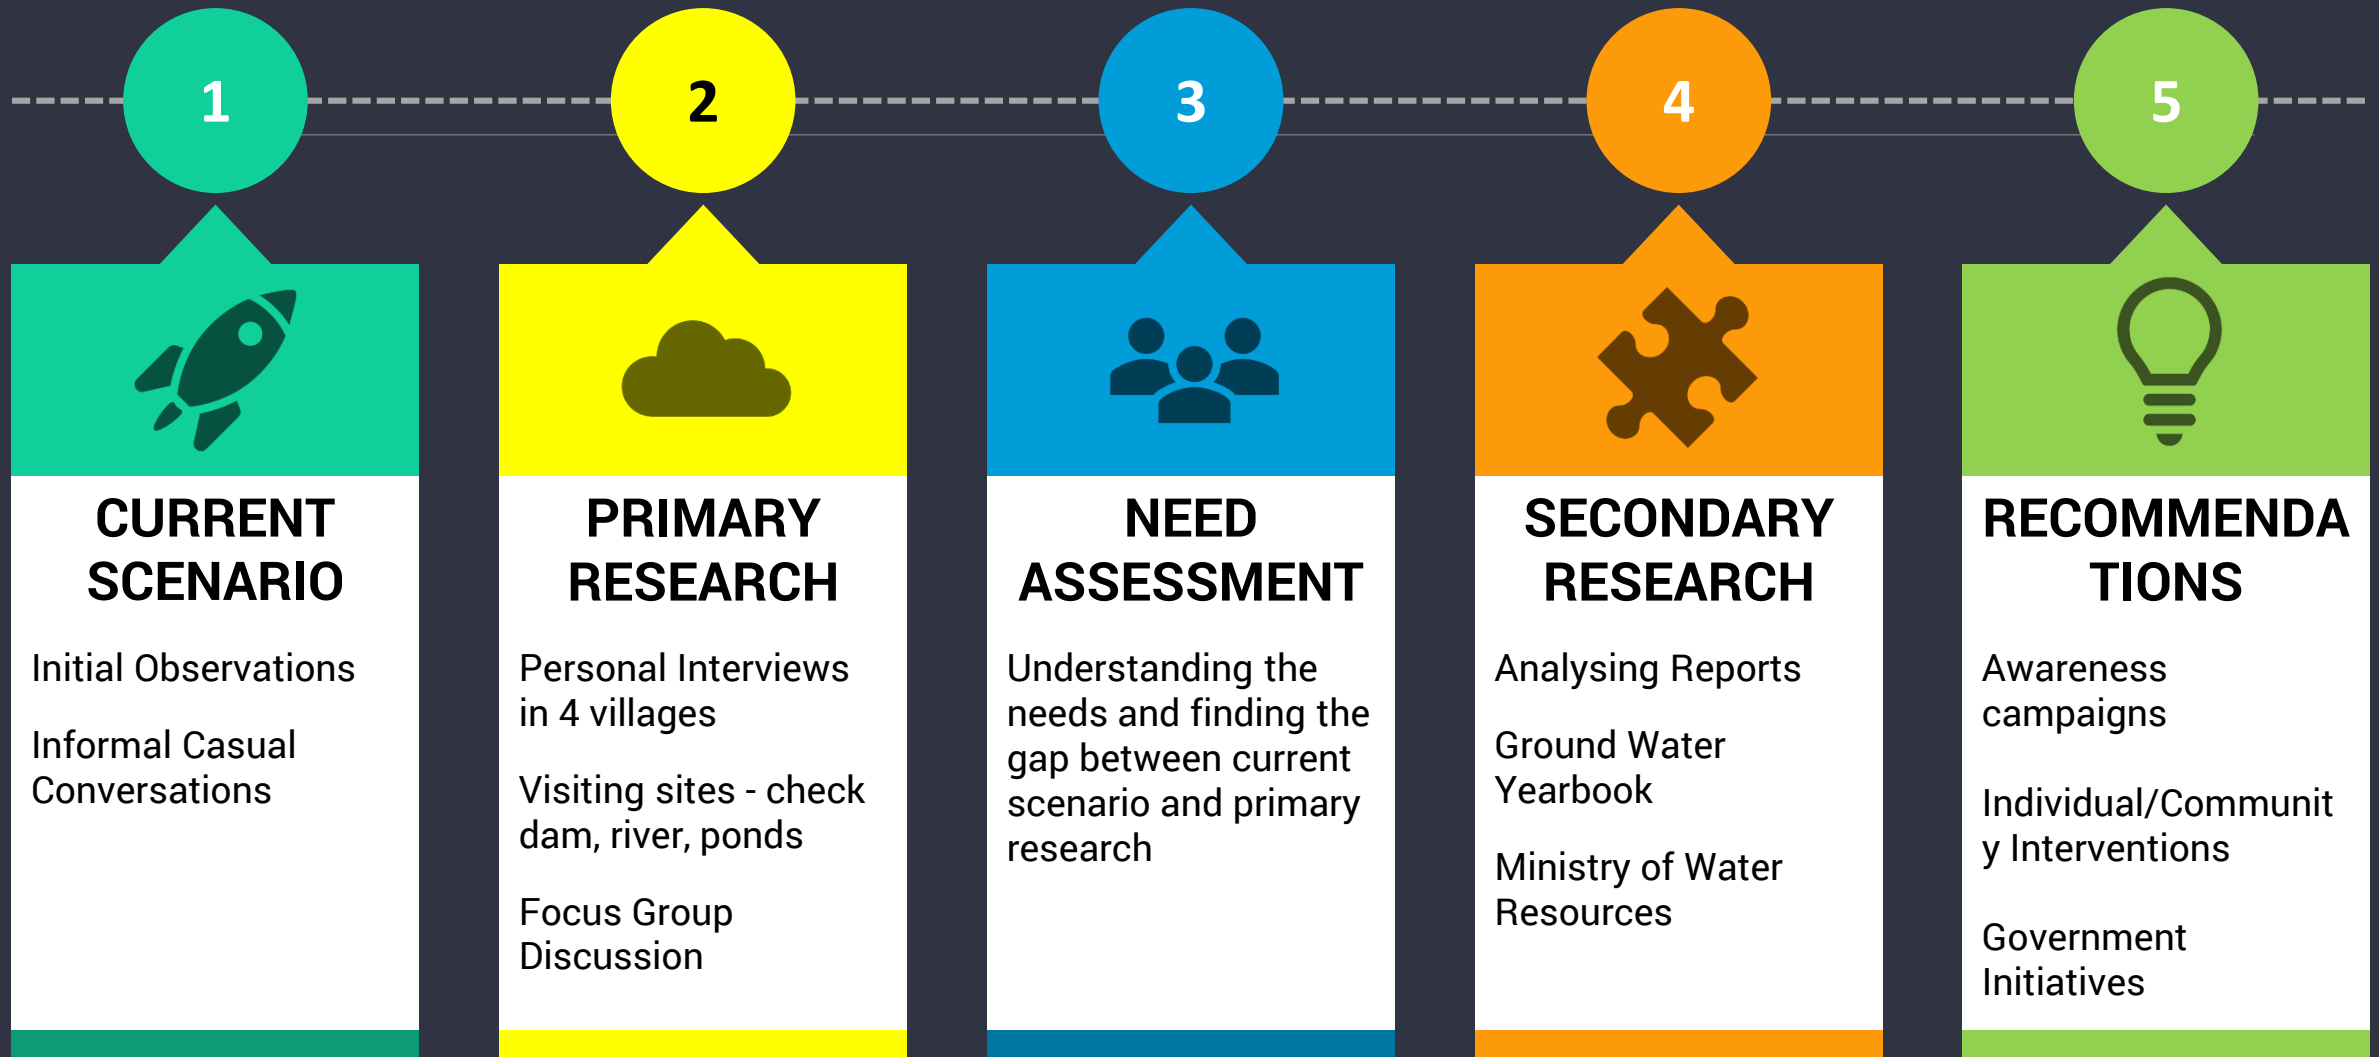 1
2
3
4
5
CURRENT
SCENARIO
Initial Observations
Informal Casual
Conversations
PRIMARY
RESEARCH
Personal Interviews
in 4 villages
Visiting sites - check
dam, river, ponds
Focus Group
Discussion
NEED
ASSESSMENT
Understanding the
needs and finding the
gap between current
scenario and primary
research
SECONDARY
RESEARCH
Analysing Reports
Ground Water
Yearbook
Ministry of Water
Resources
RECOMMENDA
TIONS
Awareness
campaigns
Individual/Communit
y Interventions
Government
Initiatives